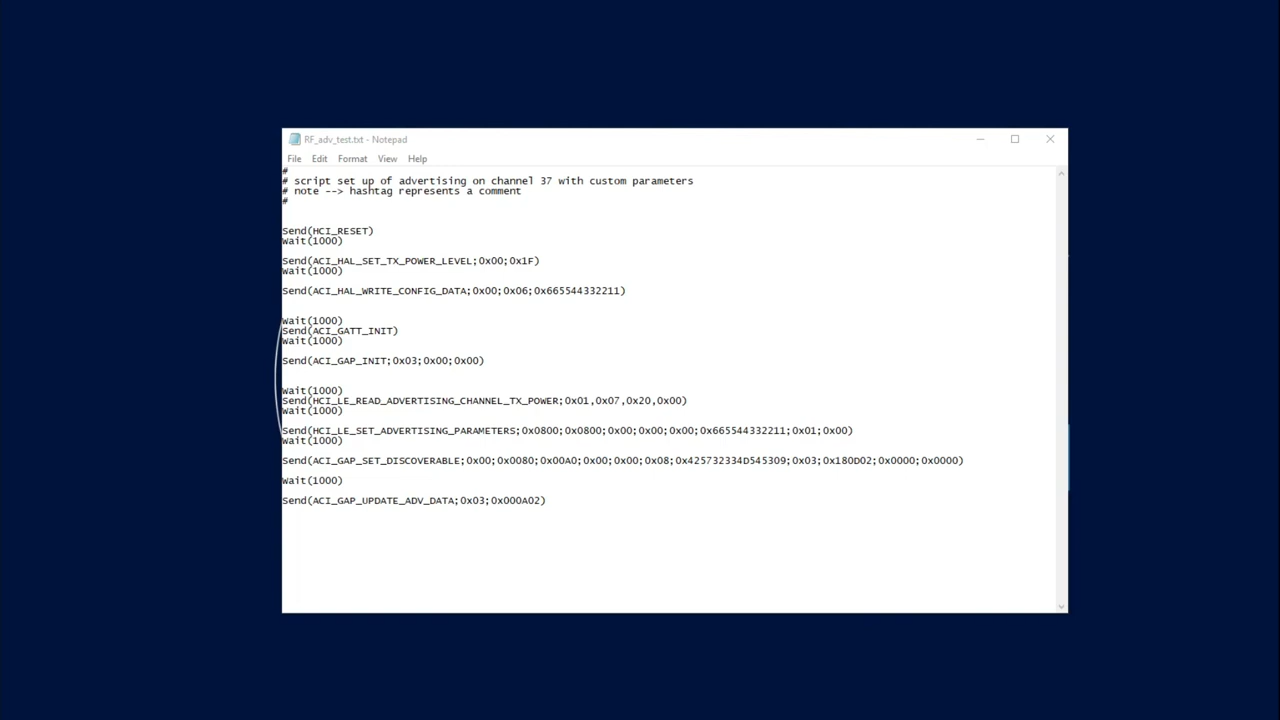 RF_adv_test.txt - Notepad
File Edit Format View Help
#
# script set up of advertising on channel 37 with custom parameters
# note --> hashtag represents a comment
#
Send(HCI_RESET)
Wait(1000)
Send(ACI_HAL_SET_TX_POWER_LEVEL;0x00;0x1F)
Wait(1000)
Send(ACI_HAL_WRITE_CONFIG_DATA;0x00;0x06;0x665544332211)
Wait(1000)
Send(ACI_GATT_INIT)
Wait(1000)
Send(ACI_GAP_INIT;0x03;0x00;0x00)
Wait(1000)
Send(HCI_LE_READ_ADVERTISING_CHANNEL_TX_POWER;0x01,0x07,0x20,0x00)
Wait(1000)
Send(HCI_LE_SET_ADVERTISING_PARAMETERS;0x0800;0x0800;0x00;0x00;0x00;0x665544332211;0x01;0x00)
Wait(1000)
Send(ACI_GAP_SET_DISCOVERABLE;0x00;0x0080;0x00A0;0x00;0x00;0x08;0x425732334D545309;0x03;0x180D02;0x0000;0x0000)
Wait(1000)
Send(ACI_GAP_UPDATE_ADV_DATA;0x03;0x000A02)